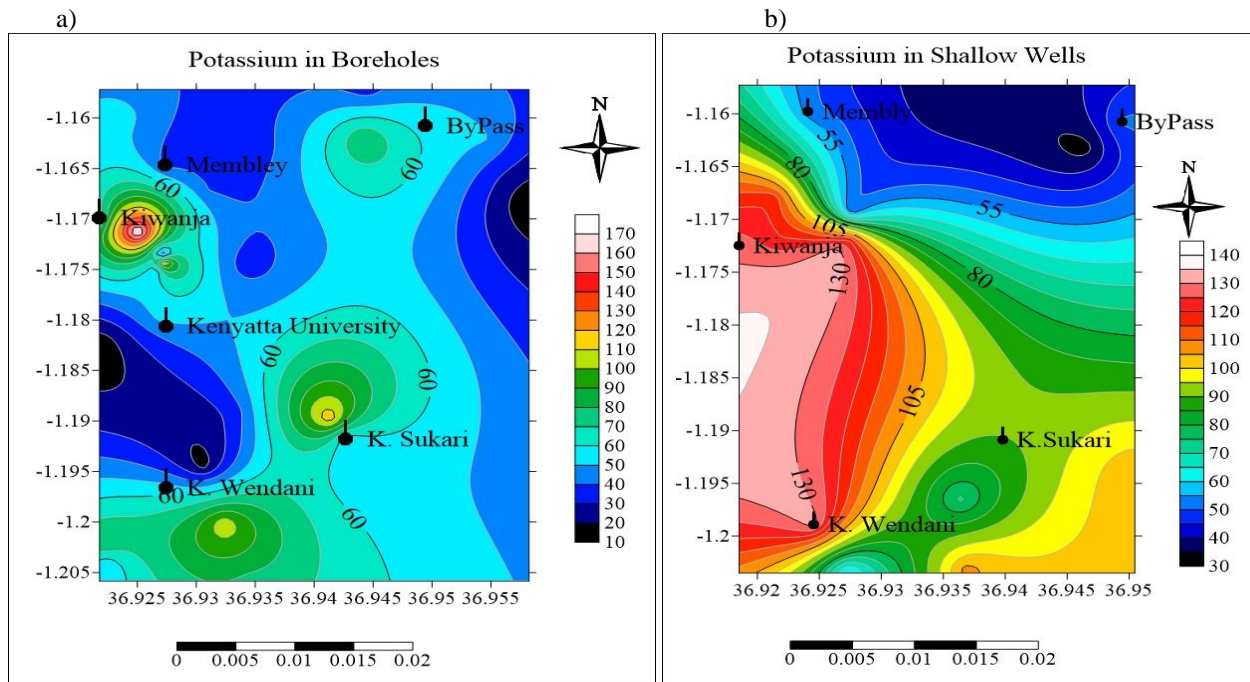 a)
Potassium in Boreholes
N
-1.16
-1.165
-1.17
-1.175
-1.18
-1.185
-1.19
-1.195
-1.2
-1.205
ByPass
60
Membley
60
Kiwanja
Kenyatta University
60
60
K. Sukari
K. Wendani
60
60
36.925 36.93 36.935 36.94 36.945 36.95 36.955
170
160
150
140
130
120
110
100
90
80
70
60
50
40
30
20
10
0 0.005 0.01 0.015 0.02
b)
Potassium in Shallow Wells
N
-1.16
-1.165
-1.17
-1.175
-1.18
-1.185
-1.19
-1.195
-1.2
Membly
ByPass
55
80
55
105
Kiwanja
130
80
105
K.Sukari
130
K. Wendani
36.92 36.925 36.93 36.935 36.94 36.945 36.95
140
130
120
110
100
90
80
70
60
50
40
30
0 0.005 0.01 0.015 0.02